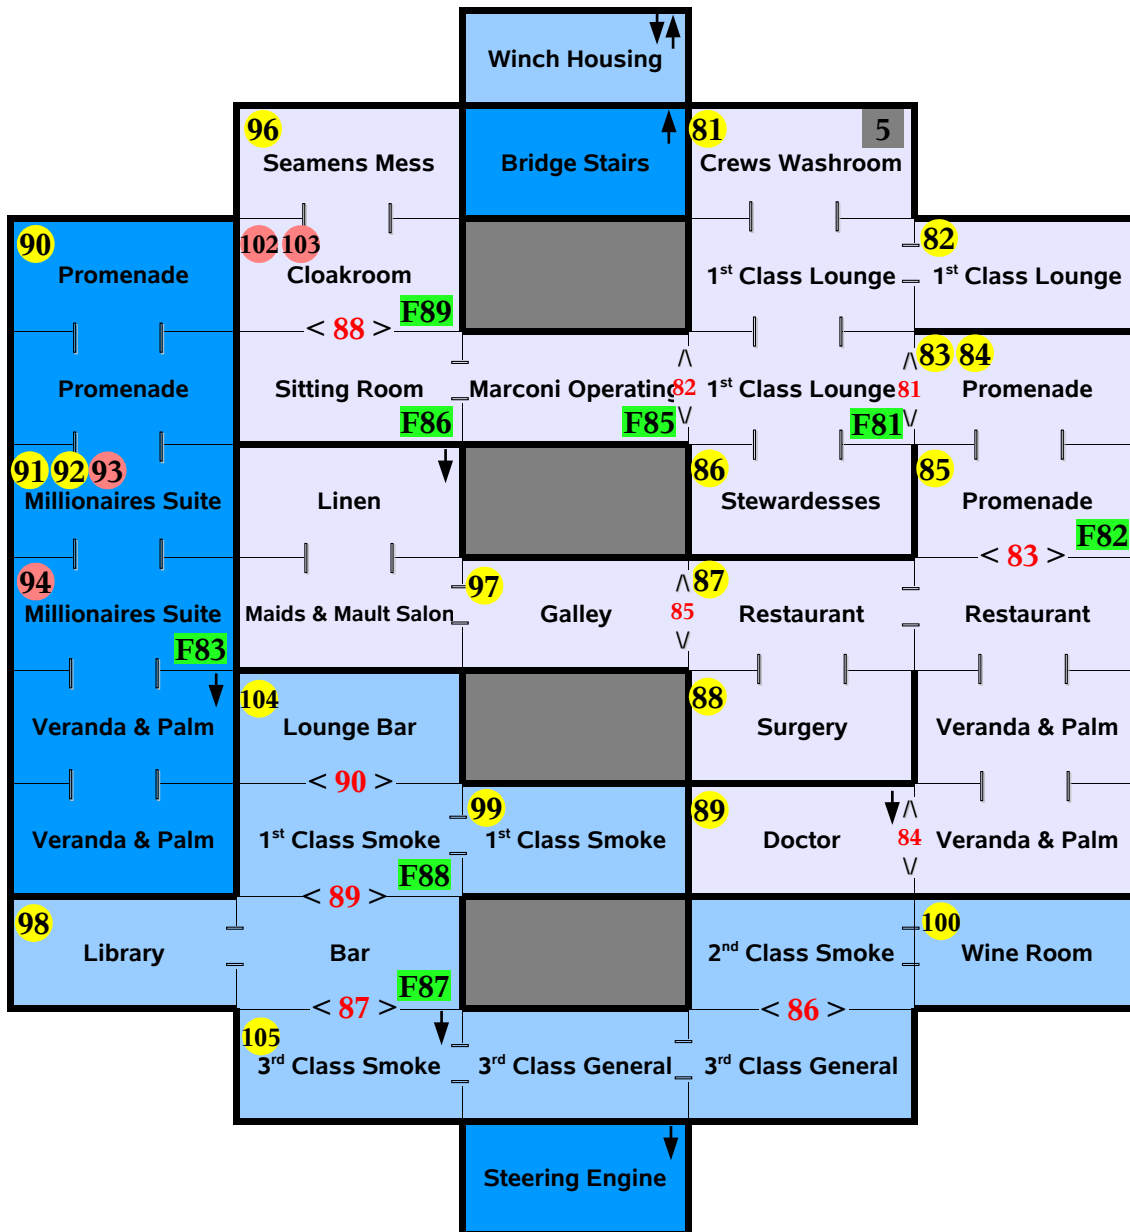 Winch Housing
96
81
5
Seamens Mess
Bridge Stairs
Crews Washroom
90
102
103
82
Promenade
Cloakroom
1st Class Lounge
1st Class Lounge
F89
< 88 >
83
84
Promenade
Sitting Room
Marconi Operating
< 82 >
1st Class Lounge
< 81 >
Promenade
F86
F85
F81
91
92
93
86
85
Millionaires Suite
Linen
Stewardesses
Promenade
F82
< 83 >
94
97
87
Millionaires Suite
Maids & Mault Salon
Galley
< 85 >
Restaurant
Restaurant
F83
104
88
Veranda & Palm
Lounge Bar
Surgery
Veranda & Palm
< 90 >
99
89
Veranda & Palm
1st Class Smoke
1st Class Smoke
Doctor
< 84 >
Veranda & Palm
F88
< 89 >
98
100
Library
Bar
2nd Class Smoke
Wine Room
F87
< 87 >
< 86 >
105
3rd Class Smoke
3rd Class General
3rd Class General
Steering Engine